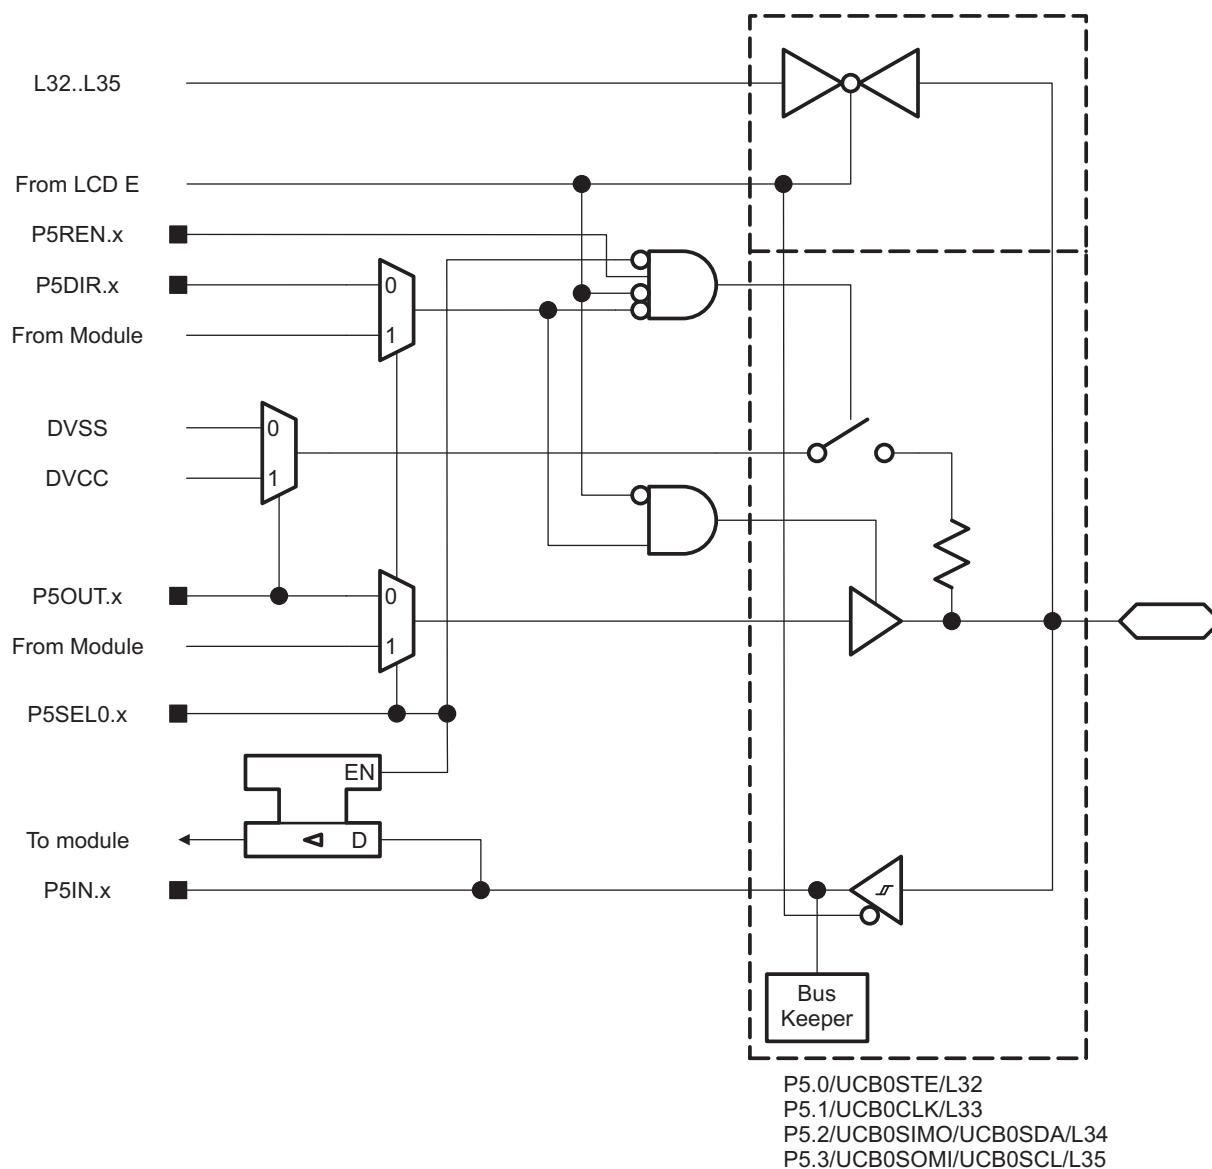 L32..L35
From LCD E
P5REN.x
P5DIR.x
0
From Module
1
DVSS
0
DVCC
1
P5OUT.x
0
From Module
1
P5SEL0.x
EN
To module
D
P5IN.x
Bus
Keeper
P5.0/UCB0STE/L32
P5.1/UCB0CLK/L33
P5.2/UCB0SIMO/UCB0SDA/L34
P5.3/UCB0SOMI/UCB0SCL/L35